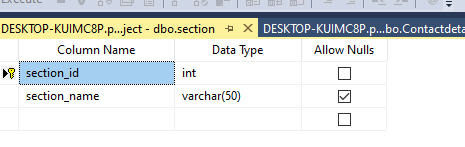 DESKTOP-KUIMC8P.p...ject - dbo.section DESKTOP-KUIMC8P.p...bo.Contactdeta
Column Name Data Type Allow Nulls
section_id int
section_name varchar(50)